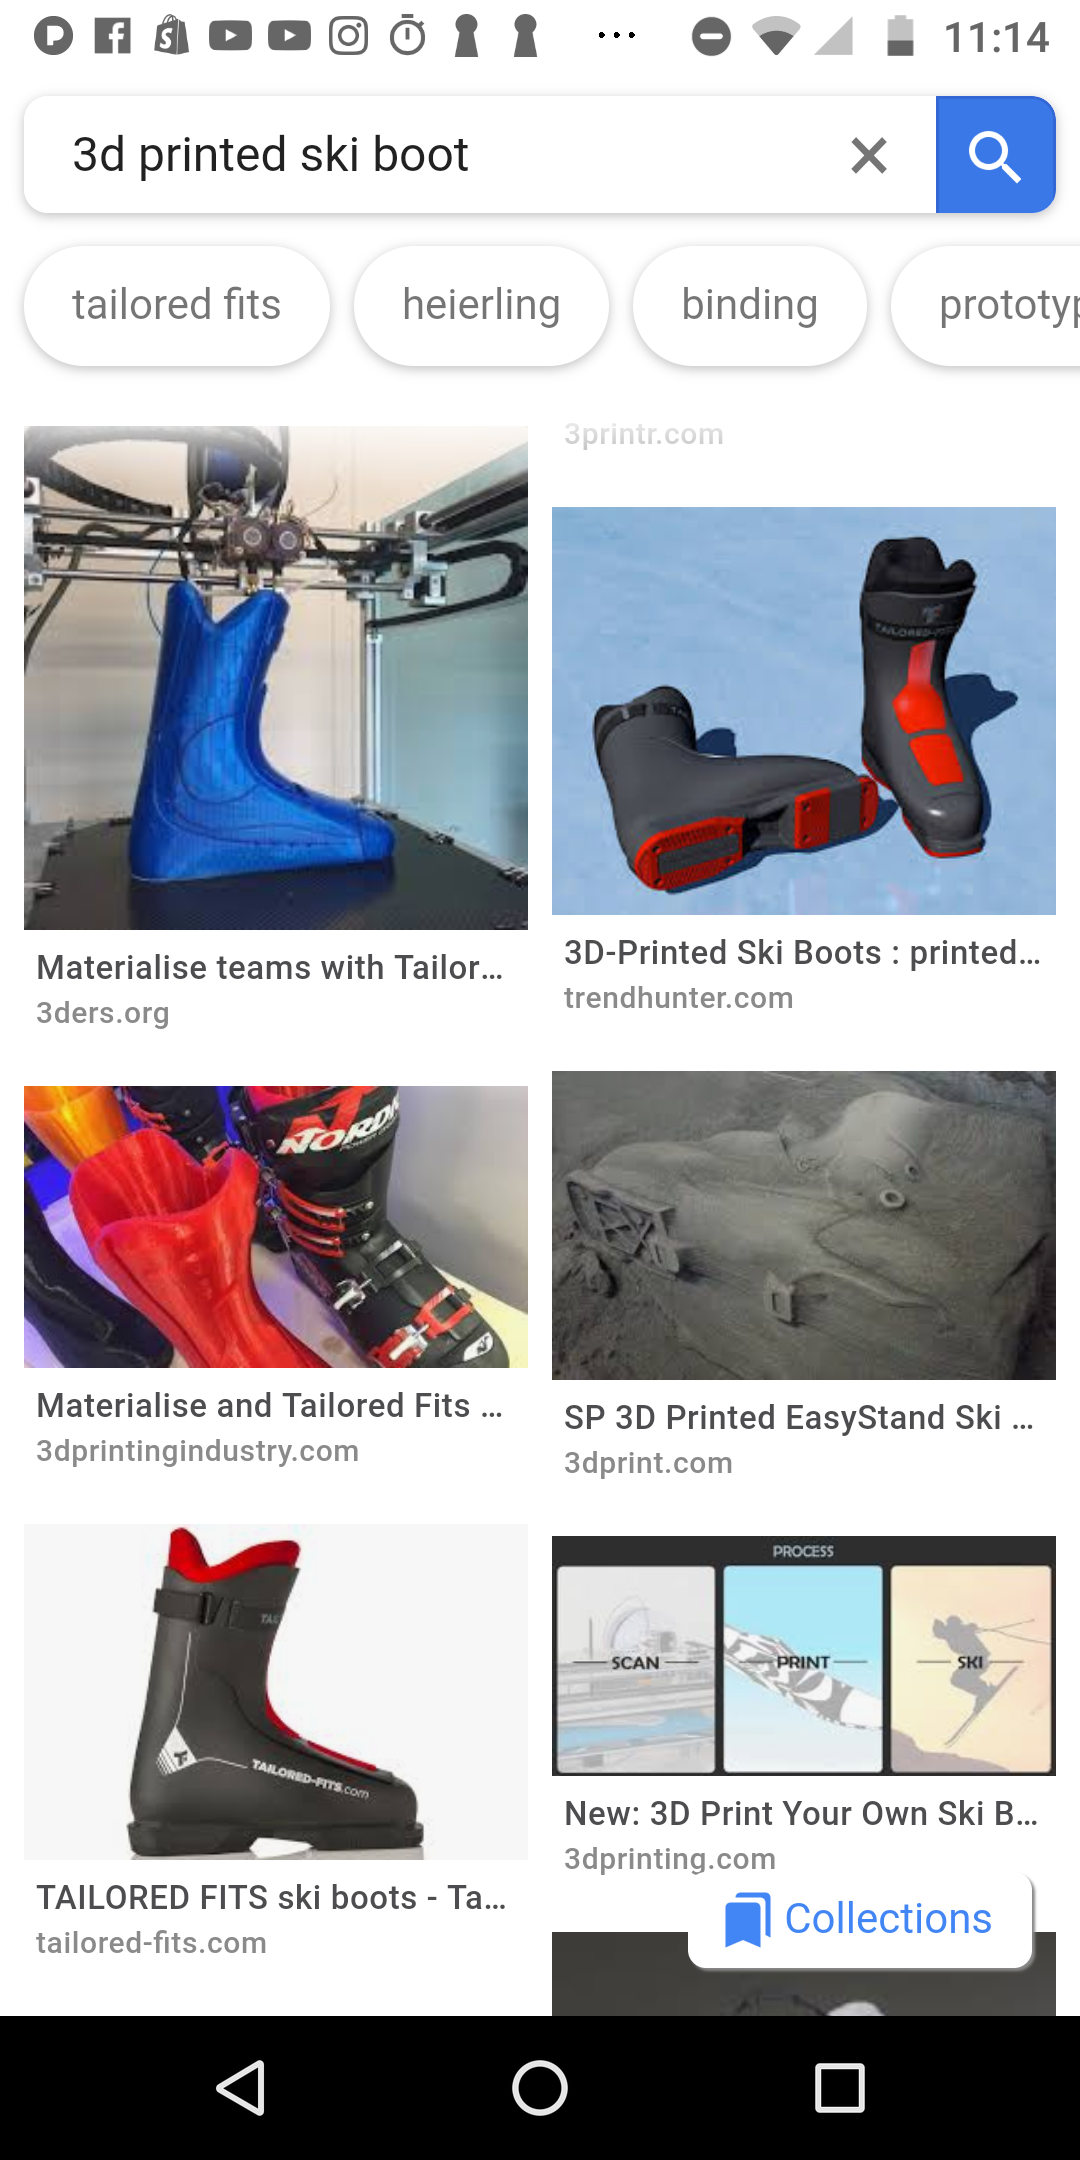 11:14
3d printed ski boot
tailored fits
heierling
binding
prototyp
3printr.com
TAILORED-FITS
Materialise teams with Tailor...
3ders.org
3D-Printed Ski Boots : printed...
trendhunter.com
NORDI
Materialise and Tailored Fits ...
3dprintingindustry.com
SP 3D Printed EasyStand Ski ...
3dprint.com
TAILORED-FITS.com
TAILORED FITS ski boots - Ta...
tailored-fits.com
PROCESS
SCAN
PRINT
SKI
New: 3D Print Your Own Ski B...
3dprinting.com
Collections